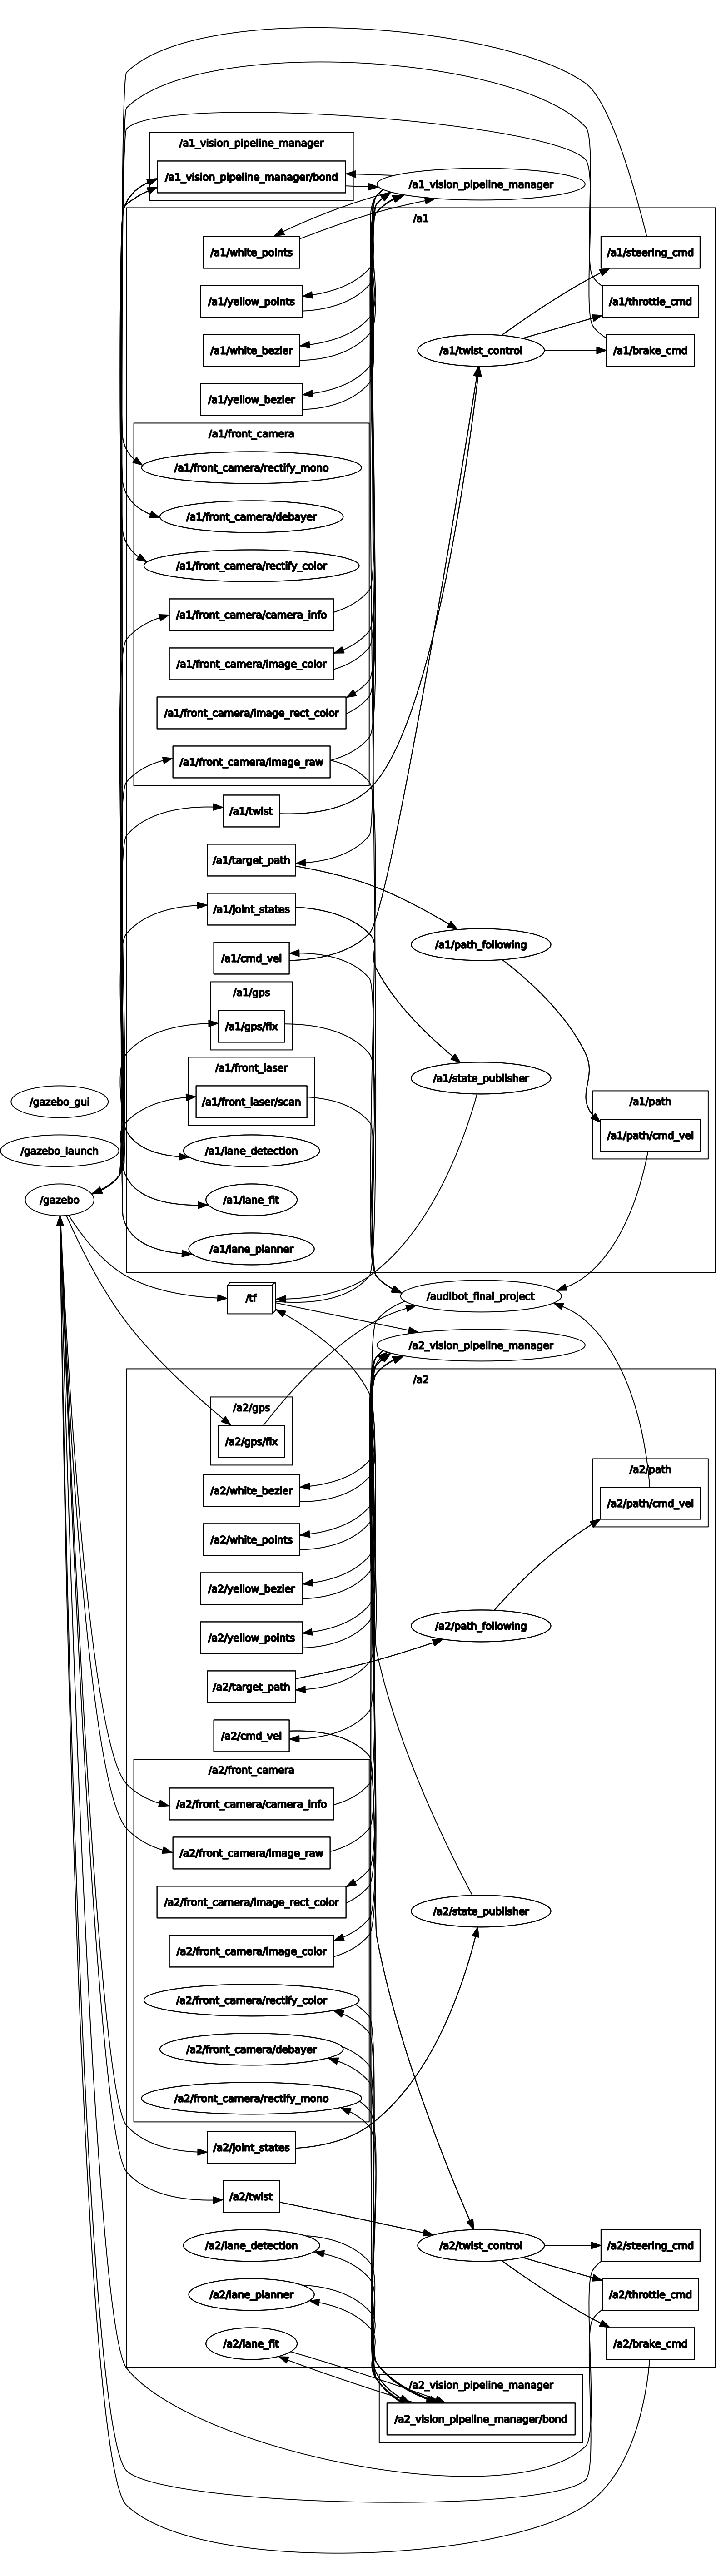 /a1_vision_pipeline_manager
/a1_vision_pipeline_manager/bond
/a1_vision_pipeline_manager
/a1
/a1/white_points
/a1/steering_cmd
/a1/yellow_points
/a1/throttle_cmd
/a1/white_bezier
/a1/twist_control
/a1/brake_cmd
/a1/yellow_bezier
/a1/front_camera
/a1/front_camera/rectify_mono
/a1/front_camera/debayer
/a1/front_camera/rectify_color
/a1/front_camera/camera_info
/a1/front_camera/image_color
/a1/front_camera/image_rect_color
/a1/front_camera/image_raw
/a1/twist
/a1/target_path
/a1/joint_states
/a1/path_following
/a1/cmd_vel
/a1/gps
/a1/gps/fix
/a1/front_laser
/a1/state_publisher
/a1/front_laser/scan
/gazebo_gui
/a1/path
/a1/path/cmd_vel
/gazebo_launch
/a1/lane_detection
/gazebo
/a1/lane_fit
/a1/lane_planner
/tf
/audibot_final_project
/a2_vision_pipeline_manager
/a2
/a2/gps
/a2/gps/fix
/a2/path
/a2/white_bezier
/a2/path/cmd_vel
/a2/white_points
/a2/yellow_bezier
/a2/path_following
/a2/yellow_points
/a2/target_path
/a2/cmd_vel
/a2/front_camera
/a2/front_camera/camera_info
/a2/front_camera/image_raw
/a2/front_camera/image_rect_color
/a2/state_publisher
/a2/front_camera/image_color
/a2/front_camera/rectify_color
/a2/front_camera/debayer
/a2/front_camera/rectify_mono
/a2/joint_states
/a2/twist
/a2/lane_detection
/a2/twist_control
/a2/steering_cmd
/a2/lane_planner
/a2/throttle_cmd
/a2/lane_fit
/a2/brake_cmd
/a2_vision_pipeline_manager
/a2_vision_pipeline_manager/bond